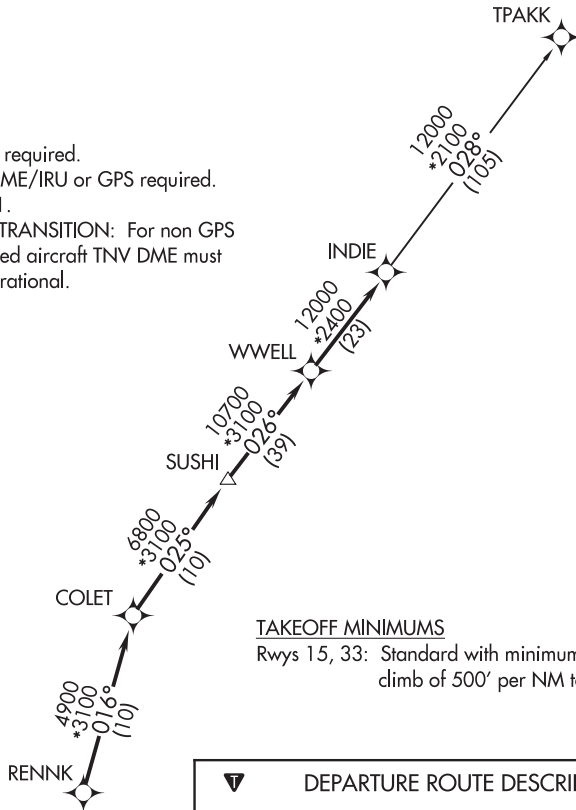 TPAKK
12000
*2100
028°
(105)
required.
ME/IRU or GPS required.
TRANSITION: For non GPS
ed aircraft TNV DME must
rational.
INDIE
12000
*2400
(23)
WWELL
10700
*3100
026°
(39)
SUSHI
6800
*3100
025°
(10)
COLET
TAKEOFF MINIMUMS
Rwys 15, 33: Standard with minimum
climb of 500' per NM to
4900
*3100
016°
(10)
RENNK
T
DEPARTURE ROUTE DESCRI